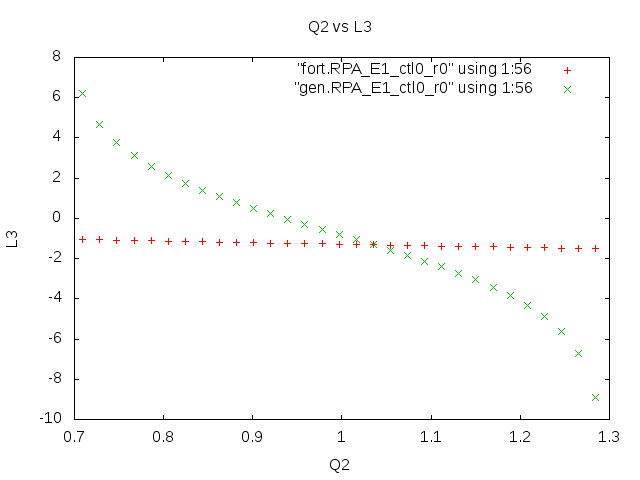 Q2 vs L3
"fort.RPA_E1_ctl0_r0" using 1:56
"gen.RPA_E1_ctl0_r0" using 1:56
8
6
4
2
0
-2
-4
-6
-8
-10
L3
0.7 0.8 0.9 1 1.1 1.2 1.3
Q2